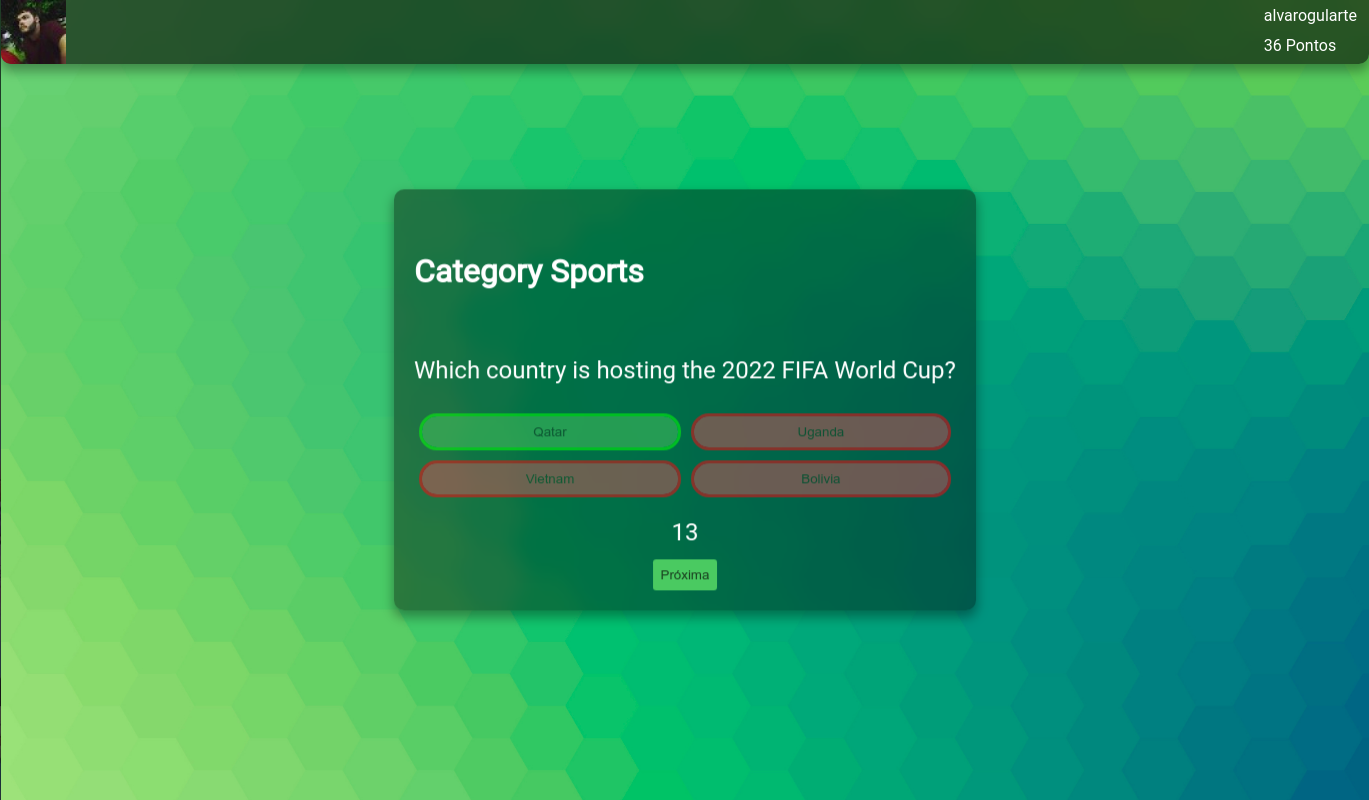 alvarogularte
36 Pontos
Category Sports
Which country is hosting the 2022 FIFA World Cup?
Qatar
Uganda
Vietnam
Bolivia
13
Próxima